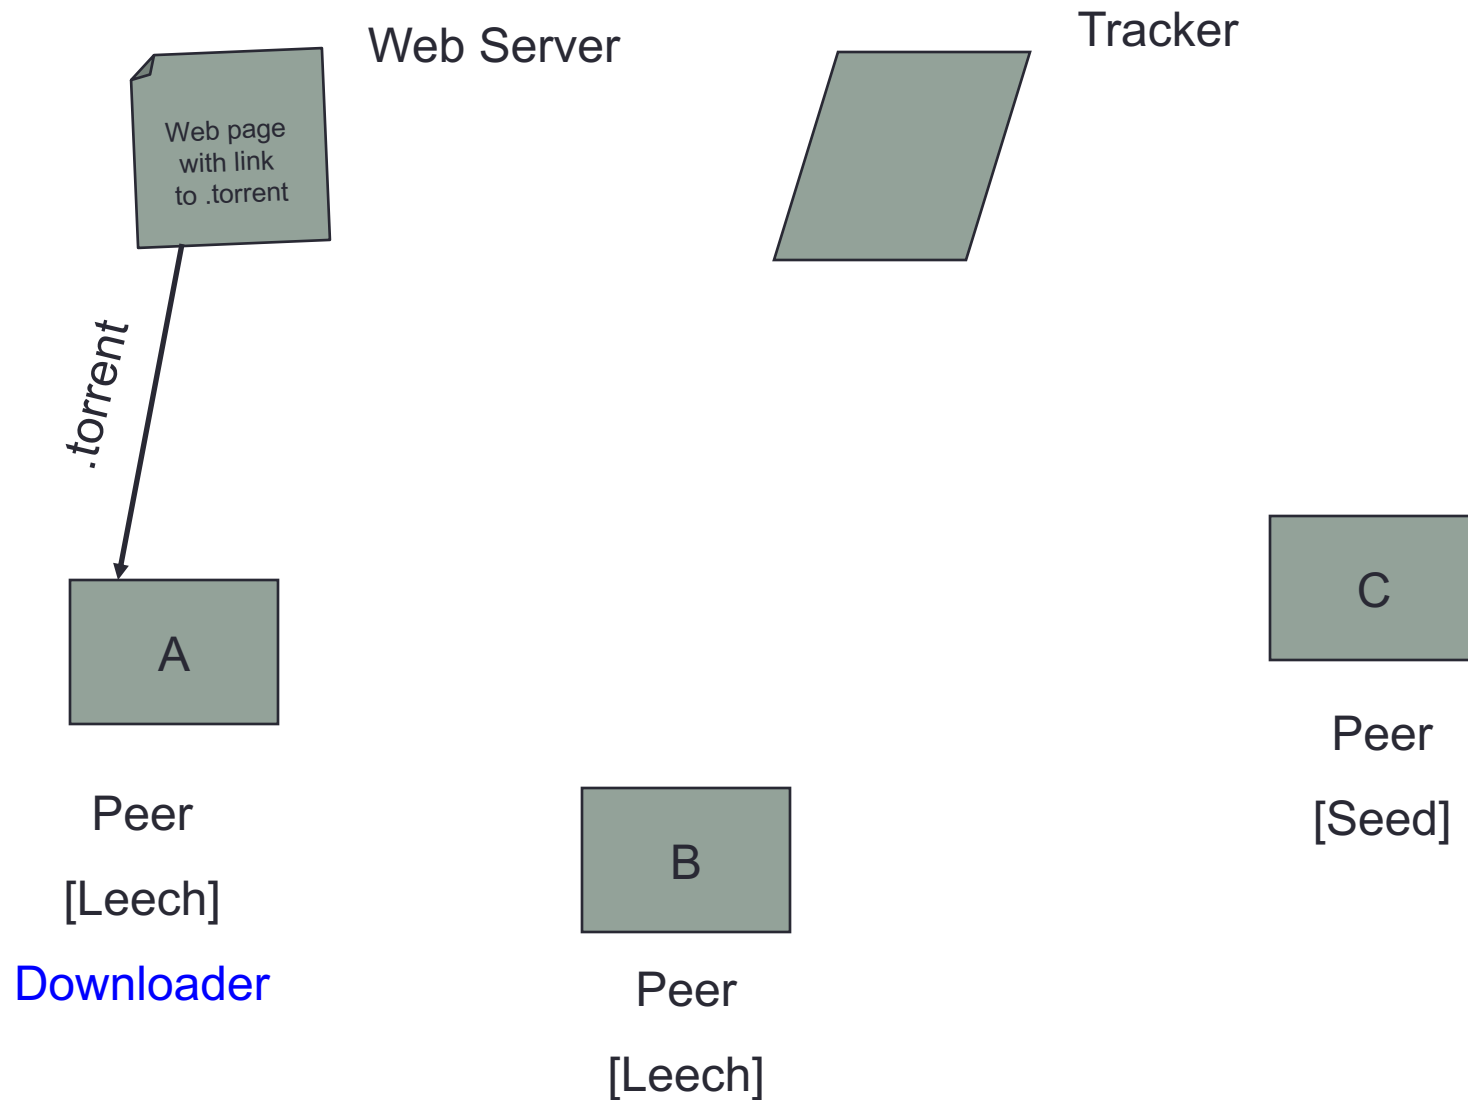 Web Server
Tracker
Web page
with link
to .torrent
.torrent
A
Peer
[Leech]
Downloader
B
Peer
[Leech]
C
Peer
[Seed]